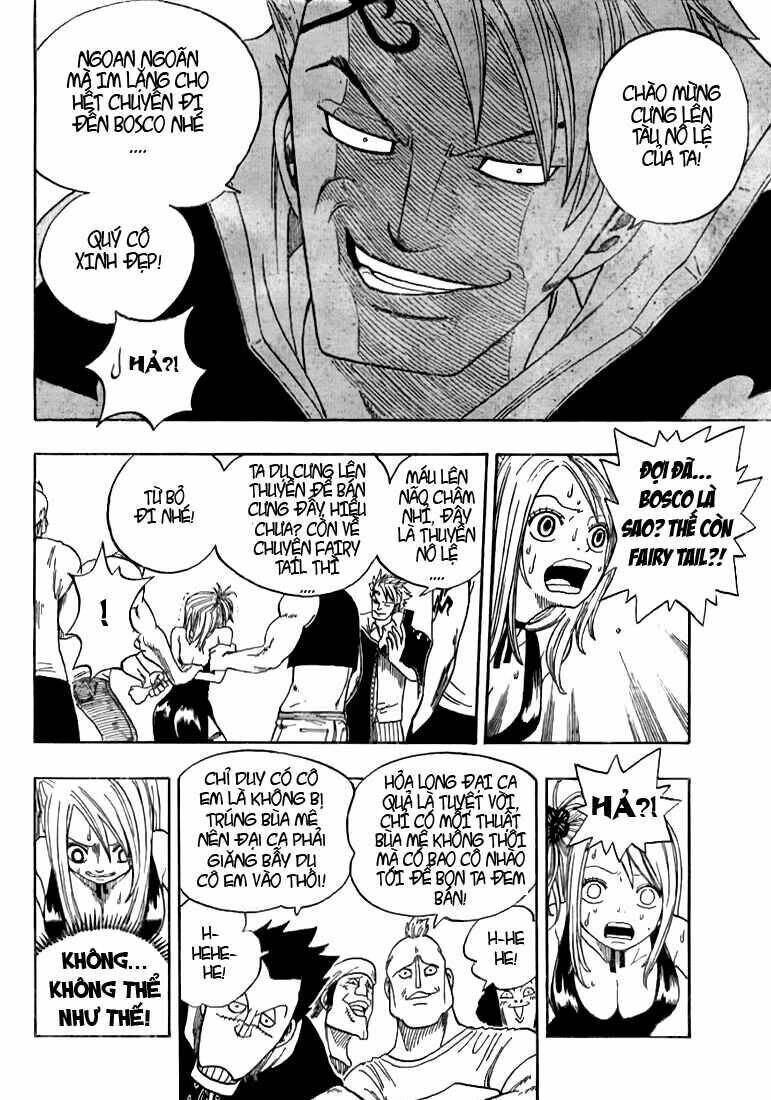 CHÀO MỪNG
CƯNG LÊN
TÀU NÔ LỆ
CỦA TA!
NGOAN NGOÃN
MÀ IM LẶNG CHO
HẾT CHUYẾN ĐI
ĐẾN BOSCO NHÉ
....
QUÝ CÔ
XINH ĐẸP!
HẢ?!
ĐỢI ĐÃ...
BOSCO LÀ
SAO? THẾ CÒN
FAIRY TAIL?!
MÁU LÊN
NÃO CHẬM
NHỈ, ĐÂY
LÀ THUYỀN
NÔ LỆ
....
TA DỤ CƯNG LÊN
THUYỀN ĐỂ BÁN
CƯNG ĐẤY, HIỂU
CHƯA? CÒN VỀ
CHUYỆN FAIRY
TAIL THÌ
....
TỪ BỎ
ĐI NHÉ!
!
HẢ?!
HỎA LONG ĐẠI CA
QUẢ LÀ TUYỆT VỜI,
CHỈ CÓ MỖI THUẬT
BÙA MÊ KHÔNG THÔI
MÀ CÓ BAO CÔ NHÀO
TỚI ĐỂ BỌN TA ĐEM
BÁN!
H-HE
HE!
CHỈ DUY CÓ CÔ
EM LÀ KHÔNG BỊ
TRÚNG BÙA MÊ
NÊN ĐẠI CA PHẢI
GIĂNG BẪY DỤ
CÔ EM VÀO THÔI!
H-
HEHE-
HE!
KHÔNG...
KHÔNG THỂ
NHƯ THẾ!